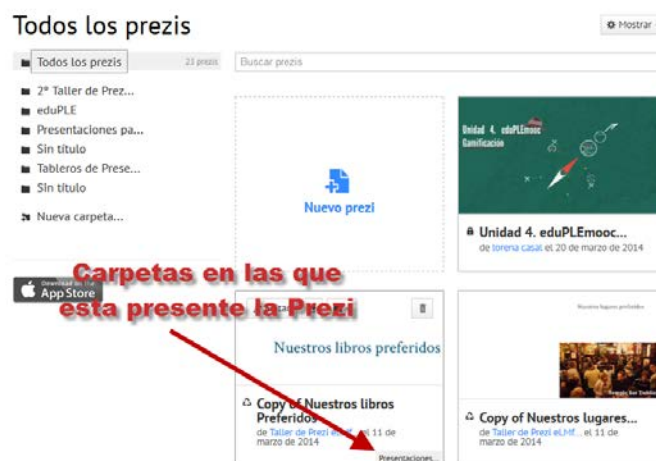 Todos los prezis
Mostrar
Todos los prezis
21 prezis
Buscar prezis
2º Taller de Prez...
eduPLE
Presentaciones pa...
Sin título
Tableros de Prese...
Sin título
Nueva carpeta...
Nuevo prezi
Unidad 4. eduPLEmooc
Gamificación
Unidad 4. eduPLEmooc...
de lorena casal el 20 de marzo de 2014
Download on the
App Store
Carpetas en las que
esta presente la Prezi
Nuestros libros preferidos
Copy of Nuestros libros
Preferidos
de Taller de Prezi el 11 de
marzo de 2014
Presentaciones...
Nuestros lugares preferidos
Copy of Nuestros lugares...
de Taller de Prezi eLMf... el 11 de
marzo de 2014